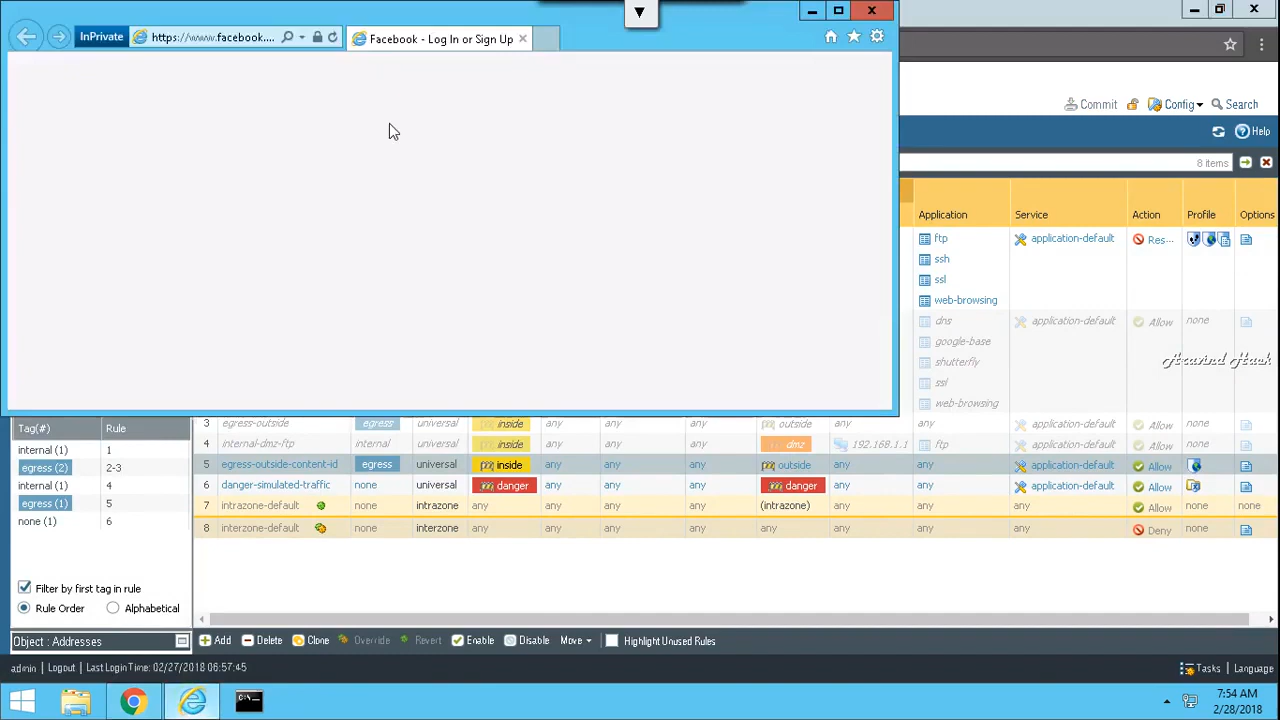 InPrivate https://www.facebook.... Facebook - Log In or Sign Up
Commit Config Search
Help
8 items
Application Service Action Profile Options
ftp application-default Res...
ssh
ssl
web-browsing
dns application-default Allow none
google-base
shutterfly
Aravind Hask
ssl
web-browsing
Tag(#) Rule
internal (1) 1
egress (2) 2-3
internal (1) 4
egress (1) 5
none (1) 6
3 egress-outside egress universal inside any any any outside any any application-default Allow
4 internal-dmz-ftp internal universal inside any any any dmz 192.168.1.1 ftp application-default Allow
5 egress-outside-content-id egress universal inside any any any outside any any application-default Allow
6 danger-simulated-traffic none universal danger any any any danger any any application-default Allow
7 intrazone-default none intrazone any any any any (intrazone) any any any Allow none none
8 interzone-default none interzone any any any any any any any any Deny none
Filter by first tag in rule
Rule Order Alphabetical
Object : Addresses
Add Delete Clone Override Revert Enable Disable Move Highlight Unused Rules
admin | Logout | Last Login Time: 02/27/2018 06:57:45 Tasks | Language
7:54 AM
2/28/2018